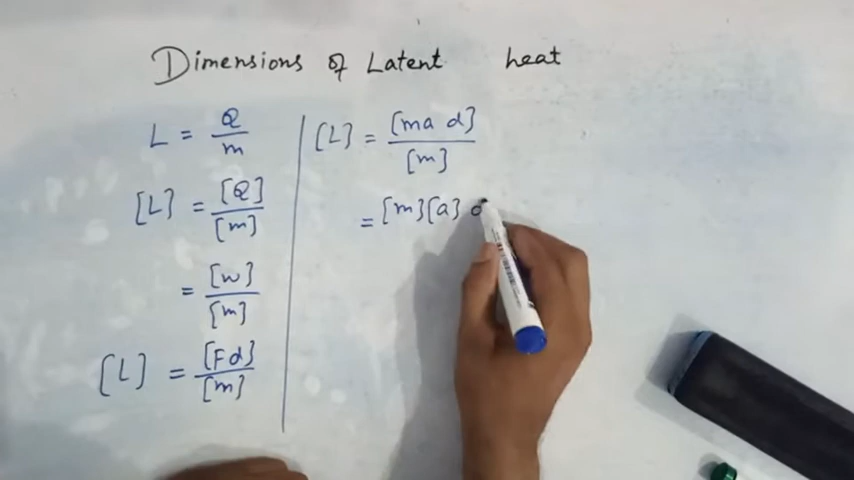 Dimensions of Latent heat
L = Q/m
[L] = [Q]/[m]
= [w]/[m]
[L] = [Fd]/[m]
[L] = [ma d]/[m]
= [m][a] d